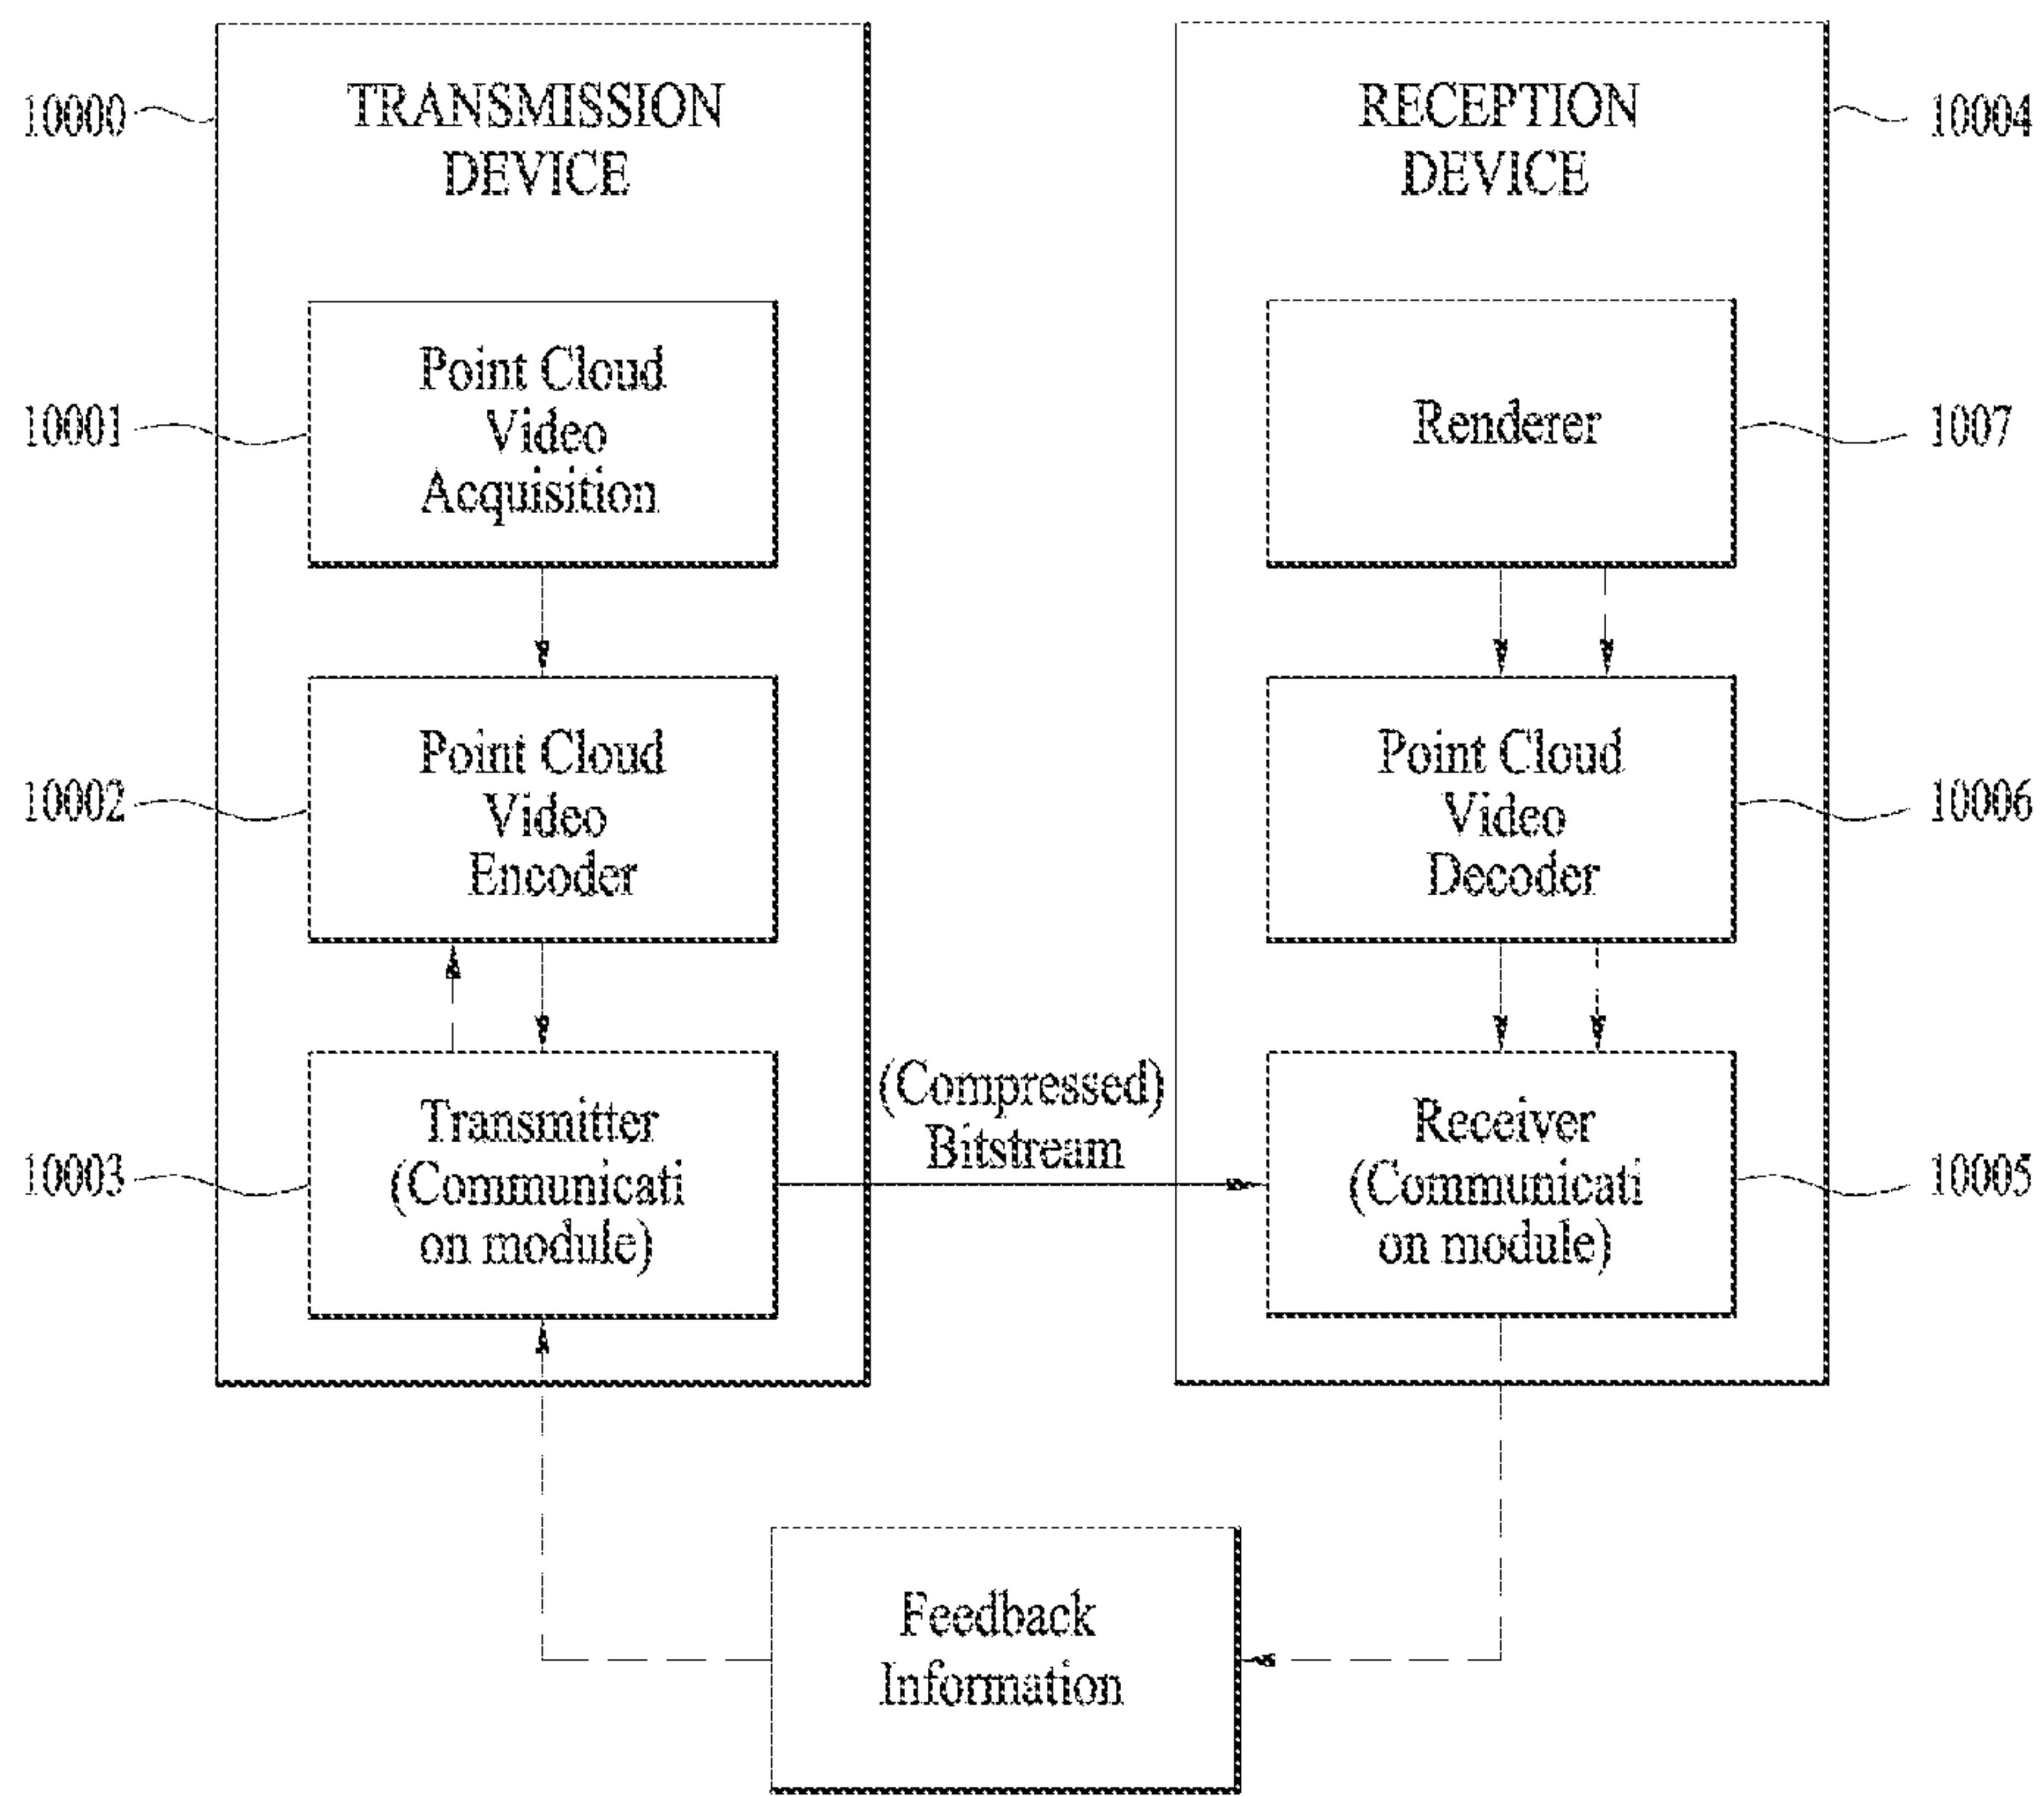 10000
TRANSMISSION
DEVICE
10001
Point Cloud
Video
Acquisition
10002
Point Cloud
Video
Encoder
10003
Transmitter
(Communicati
on module)
(Compressed)
Bitstream
RECEPTION
DEVICE
10004
Renderer
1007
Point Cloud
Video
Decoder
10006
Receiver
(Communicati
on module)
10005
Feedback
Information